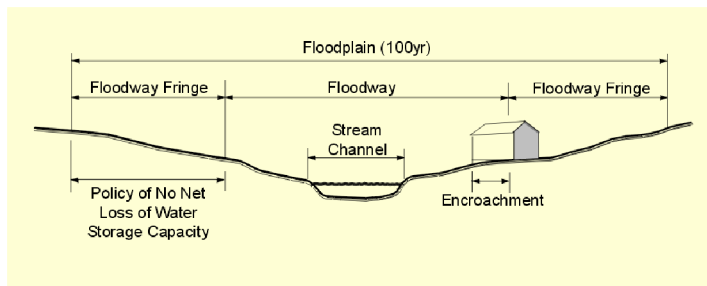 Floodplain (100yr)
Floodway Fringe
Floodway
Floodway Fringe
Stream
Channel
Policy of No Net
Loss of Water
Storage Capacity
Encroachment